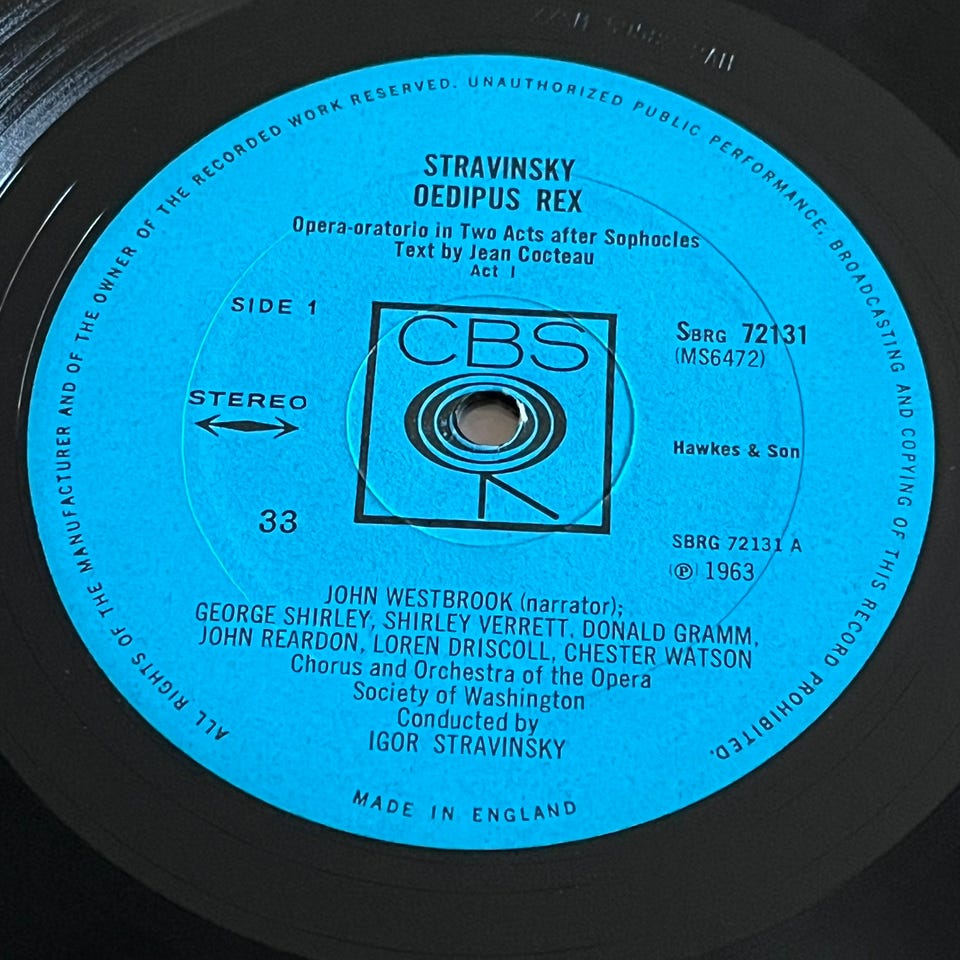 ALL RIGHTS OF THE MANUFACTURER AND OF THE OWNER OF THE RECORDED WORK RESERVED. UNAUTHORIZED PUBLIC PERFORMANCE, BROADCASTING AND COPYING OF THIS RECORD PROHIBITED.
STRAVINSKY
OEDIPUS REX
Opera-oratorio in Two Acts after Sophocles
Text by Jean Cocteau
Act I
SIDE 1
CBS
SBRG 72131
(MS6472)
STEREO
Hawkes & Son
33
SBRG 72131 A
Ⓟ 1963
JOHN WESTBROOK (narrator);
GEORGE SHIRLEY, SHIRLEY VERRETT, DONALD GRAMM,
JOHN REARDON, LOREN DRISCOLL, CHESTER WATSON
Chorus and Orchestra of the Opera
Society of Washington
Conducted by
IGOR STRAVINSKY
MADE IN ENGLAND